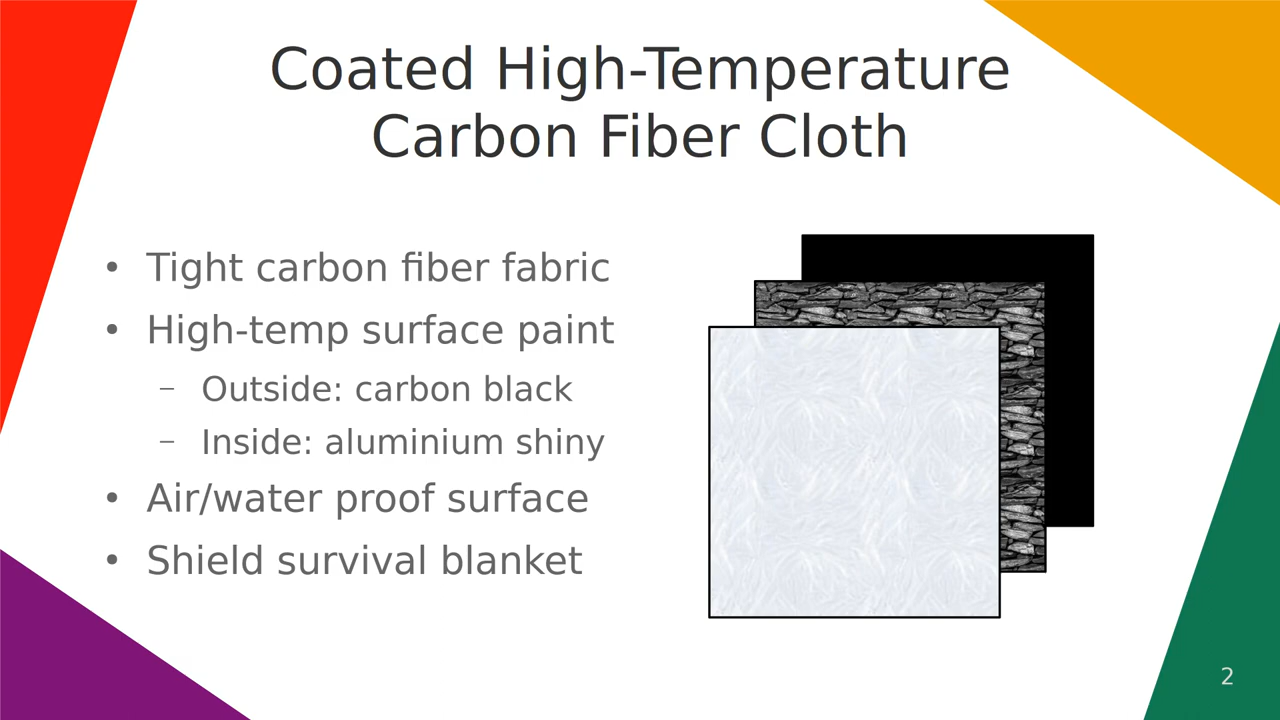 Coated High-Temperature
Carbon Fiber Cloth
• Tight carbon fiber fabric
• High-temp surface paint
– Outside: carbon black
– Inside: aluminium shiny
• Air/water proof surface
• Shield survival blanket
2